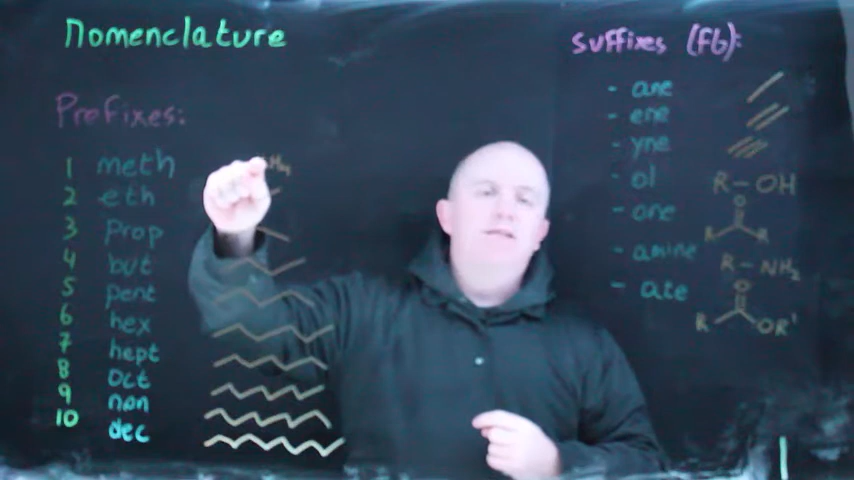 Nomenclature
Prefixes:
1 meth
2 eth
3 prop
4 but
5 pent
6 hex
7 hept
8 oct
9 non
10 dec
Suffixes (FG):
- ane
- ene
- yne
- ol R-OH
- one O R R
- amine R-NH2
- ate O R OR'